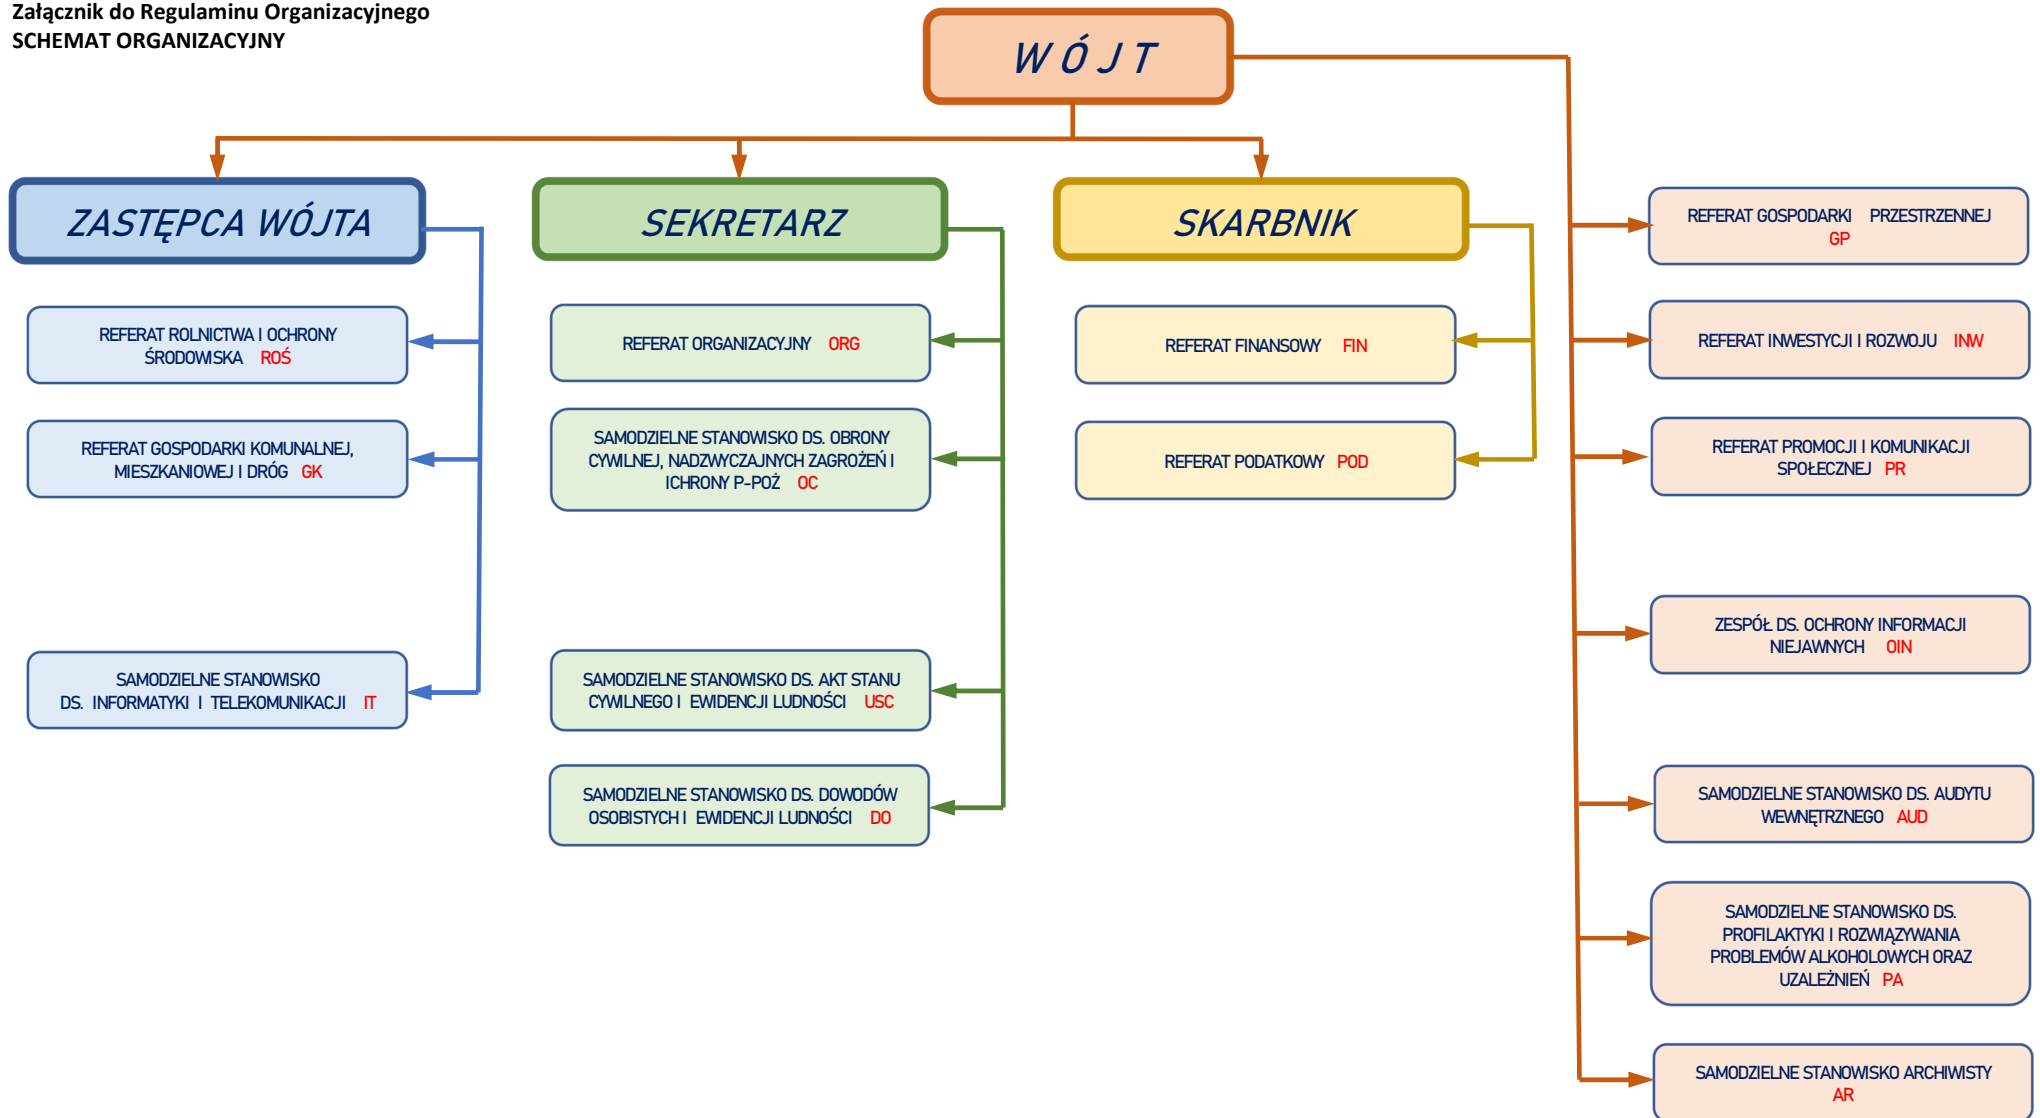 Załącznik do Regulaminu Organizacyjnego
SCHEMAT ORGANIZACYJNY
WÓJT
ZASTĘPCA WÓJTA
REFERAT ROLNICTWA I OCHRONY
ŚRODOWISKA ROŚ
REFERAT GOSPODARKI KOMUNALNEJ,
MIESZKANIOWEJ I DRÓG GK
SAMODZIELNE STANOWISKO
DS. INFORMATYKI I TELEKOMUNIKACJI IT
SEKRETARZ
REFERAT ORGANIZACYJNY ORG
SAMODZIELNE STANOWISKO DS. OBRONY
CYWILNEJ, NADZWYCZAJNYCH ZAGROŻEŃ I
ICHRONY P-POŻ OC
SAMODZIELNE STANOWISKO DS. AKT STANU
CYWILNEGO I EWIDENCJI LUDNOŚCI USC
SAMODZIELNE STANOWISKO DS. DOWODÓW
OSOBISTYCH I EWIDENCJI LUDNOŚCI DO
SKARBNIK
REFERAT FINANSOWY FIN
REFERAT PODATKOWY POD
REFERAT GOSPODARKI PRZESTRZENNEJ
GP
REFERAT INWESTYCJI I ROZWOJU INW
REFERAT PROMOCJI I KOMUNIKACJI
SPOŁECZNEJ PR
ZESPÓŁ DS. OCHRONY INFORMACJI
NIEJAWNYCH OIN
SAMODZIELNE STANOWISKO DS. AUDYTU
WEWNĘTRZNEGO AUD
SAMODZIELNE STANOWISKO DS.
PROFILAKTYKI I ROZWIĄZYWANIA
PROBLEMÓW ALKOHOLOWYCH ORAZ
UZALEŻNIEŃ PA
SAMODZIELNE STANOWISKO ARCHIWISTY
AR